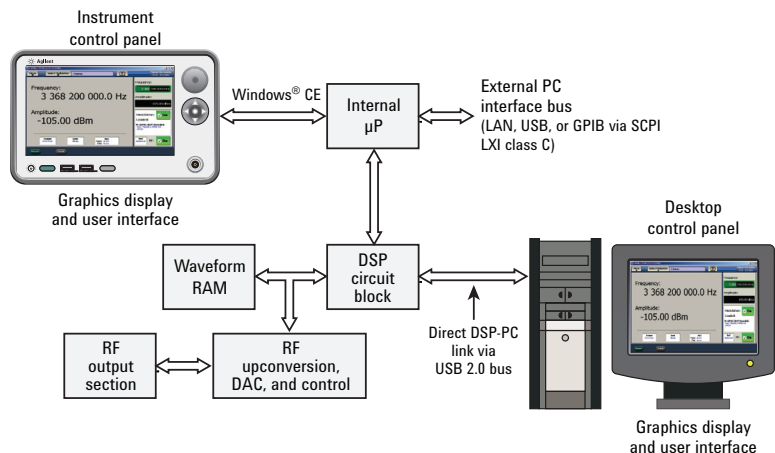 Instrument
control panel
Agilent
Frequency:
3 368 200 000.0 Hz
Amplitude:
-105.00 dBm
Graphics display
and user interface
Windows® CE
Internal
µP
External PC
interface bus
(LAN, USB, or GPIB via SCPI
LXI class C)
Waveform
RAM
DSP
circuit
block
Direct DSP-PC
link via
USB 2.0 bus
RF
output
section
RF
upconversion,
DAC, and control
Desktop
control panel
Frequency:
3 368 200 000.0 Hz
Amplitude:
-105.00 dBm
Graphics display
and user interface